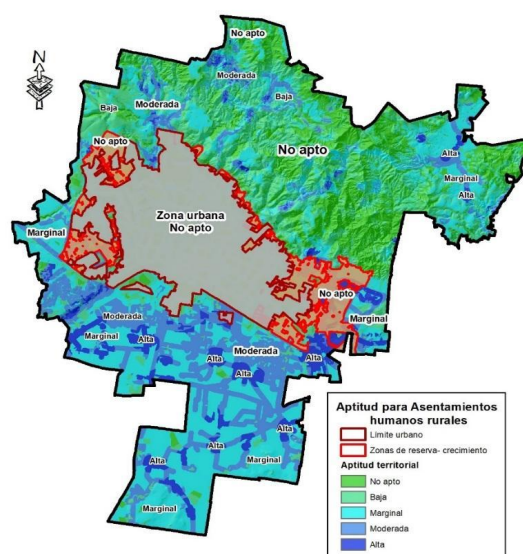 No apto
N
Moderada
Baja
Baja
Moderada
No apto
No apto
Alta
Marginal
Alta
Zona urbana
No apto
Marginal
No apto
Marginal
Moderada
Marginal
Alta
Alta
Moderada
Alta
Alta
Alta
Alta
Alta
Marginal
Marginal
Aptitud para Asentamientos
humanos rurales
Límite urbano
Zonas de reserva- crecimiento
Aptitud territorial
No apto
Baja
Marginal
Moderada
Alta